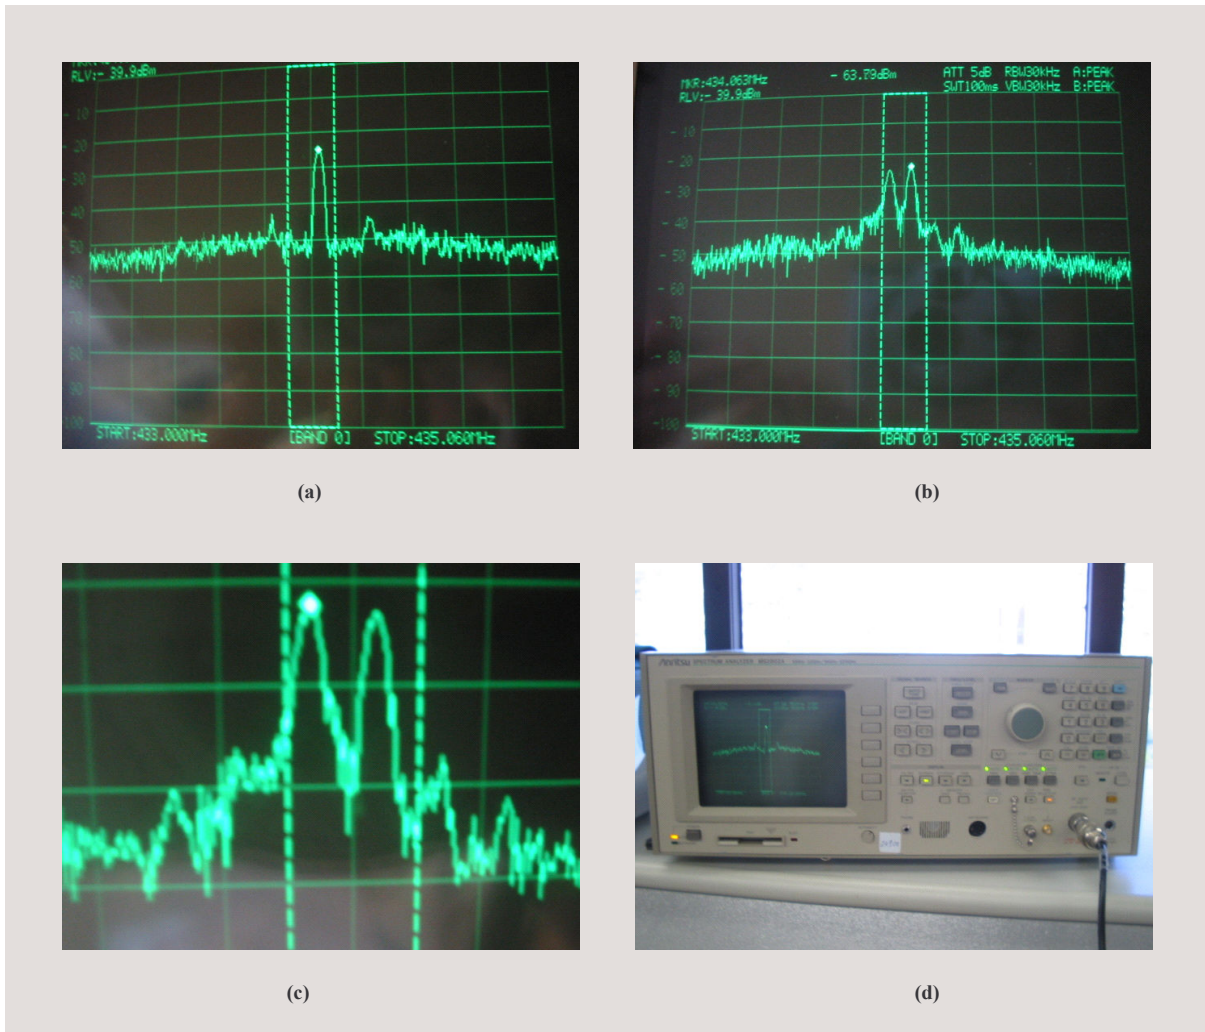 RLV:- 39.9dBm
- 10
- 20
- 30
- 40
- 50
- 60
- 70
- 80
- 90
-100
START:433.000MHz [BAND 0] STOP:435.060MHz
(a)
MKR:434.063MHz - 63.79dBm ATT 5dB RBW30kHz A:PEAK
RLV:- 39.9dBm SWT100ms VBW30kHz B:PEAK
- 10
- 20
- 30
- 40
- 50
- 60
- 70
- 80
- 90
-100
START:433.000MHz [BAND 0] STOP:435.060MHz
(b)
(c)
Anritsu SPECTRUM ANALYZER
(d)